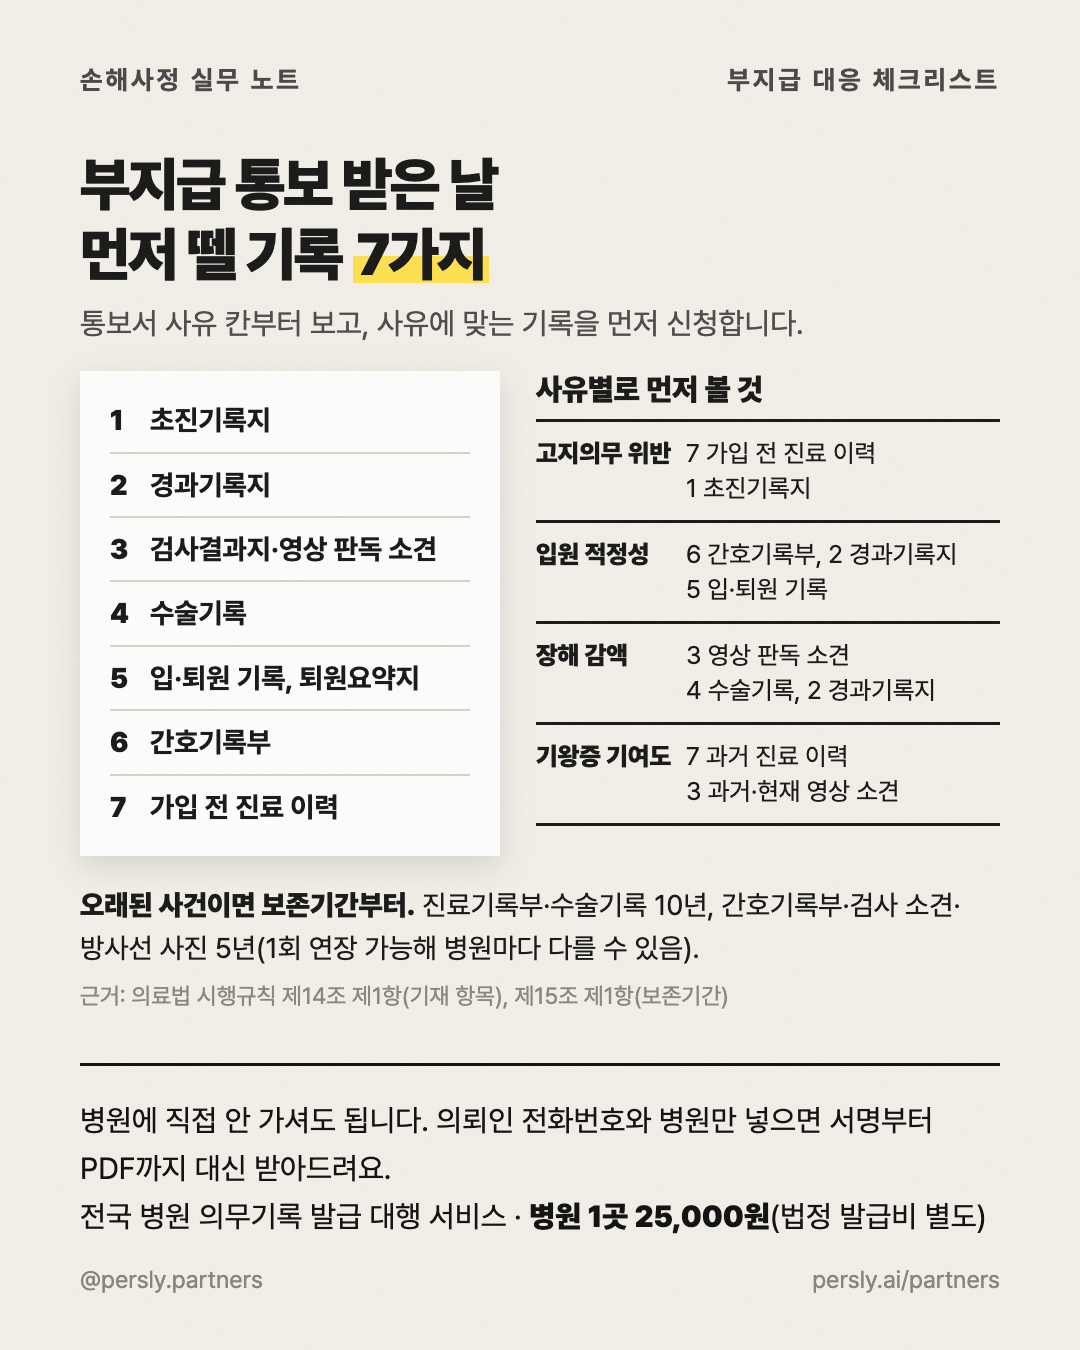 손해사정 실무 노트
부지급 대응 체크리스트
부지급 통보 받은 날
먼저 뗄 기록 7가지
통보서 사유 칸부터 보고, 사유에 맞는 기록을 먼저 신청합니다.
1 초진기록지
2 경과기록지
3 검사결과지·영상 판독 소견
4 수술기록
5 입·퇴원 기록, 퇴원요약지
6 간호기록부
7 가입 전 진료 이력
사유별로 먼저 볼 것
고지의무 위반 7 가입 전 진료 이력
1 초진기록지
입원 적정성 6 간호기록부, 2 경과기록지
5 입·퇴원 기록
장해 감액 3 영상 판독 소견
4 수술기록, 2 경과기록지
기왕증 기여도 7 과거 진료 이력
3 과거·현재 영상 소견
오래된 사건이면 보존기간부터. 진료기록부·수술기록 10년, 간호기록부·검사 소견·
방사선 사진 5년(1회 연장 가능해 병원마다 다를 수 있음).
근거: 의료법 시행규칙 제14조 제1항(기재 항목), 제15조 제1항(보존기간)
병원에 직접 안 가셔도 됩니다. 의뢰인 전화번호와 병원만 넣으면 서명부터
PDF까지 대신 받아드려요.
전국 병원 의무기록 발급 대행 서비스 · 병원 1곳 25,000원(법정 발급비 별도)
@persly.partners
persly.ai/partners